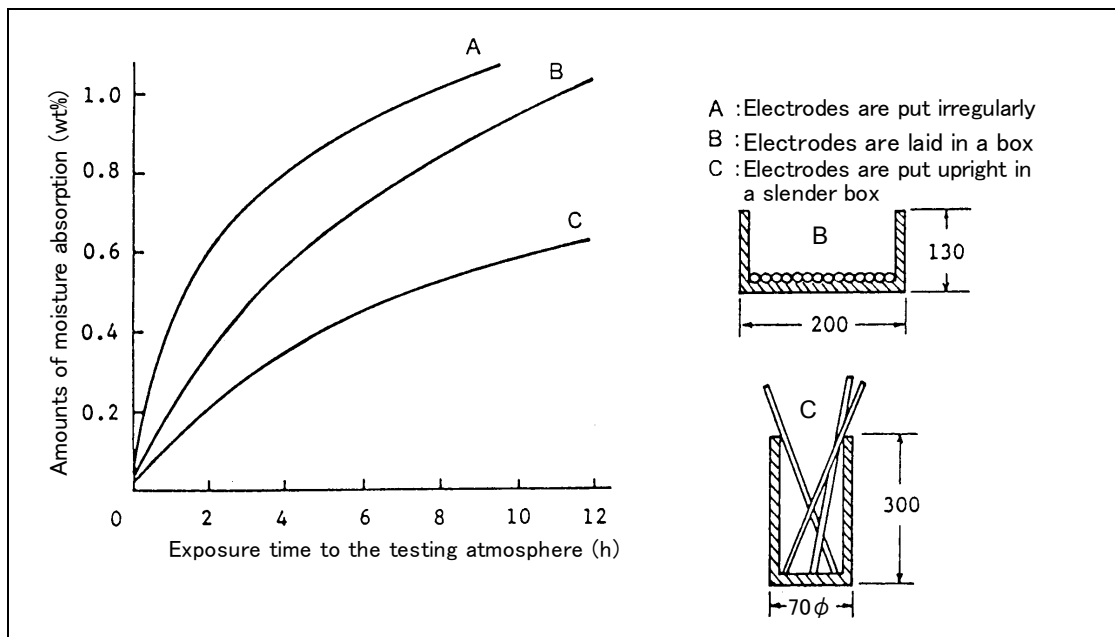 A
B
C
1.0
0.8
0.6
0.4
0.2
0
2
4
6
8
10
12
Amounts of moisture absorption (wt%)
Exposure time to the testing atmosphere (h)
A :Electrodes are put irregularly
B :Electrodes are laid in a box
C :Electrodes are put upright in
a slender box
B
130
200
C
300
70φ